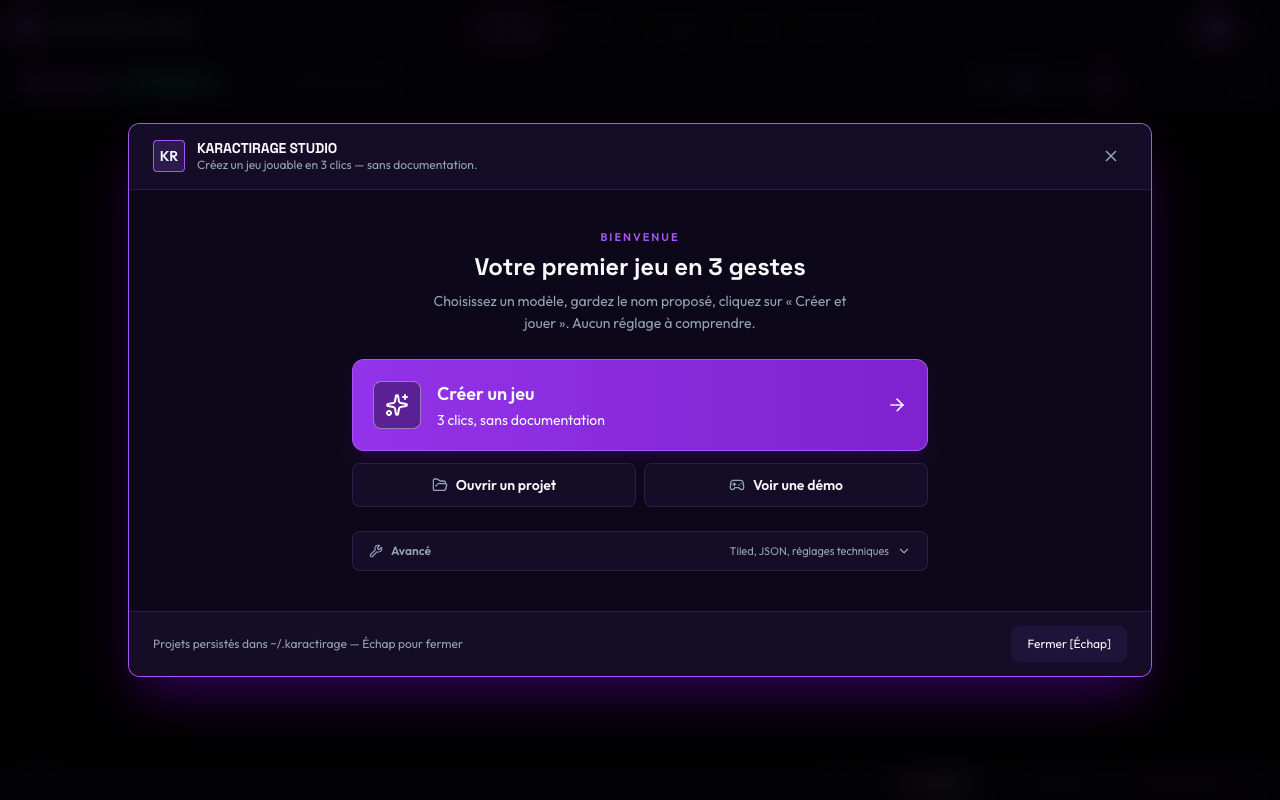 KR
KARACTIRAGE STUDIO
Créez un jeu jouable en 3 clics — sans documentation.
BIENVENUE
Votre premier jeu en 3 gestes
Choisissez un modèle, gardez le nom proposé, cliquez sur « Créer et
jouer ». Aucun réglage à comprendre.
Créer un jeu
3 clics, sans documentation
Ouvrir un projet
Voir une démo
Avancé
Tiled, JSON, réglages techniques
Projets persistés dans ~/.karactirage — Échap pour fermer
Fermer [Échap]